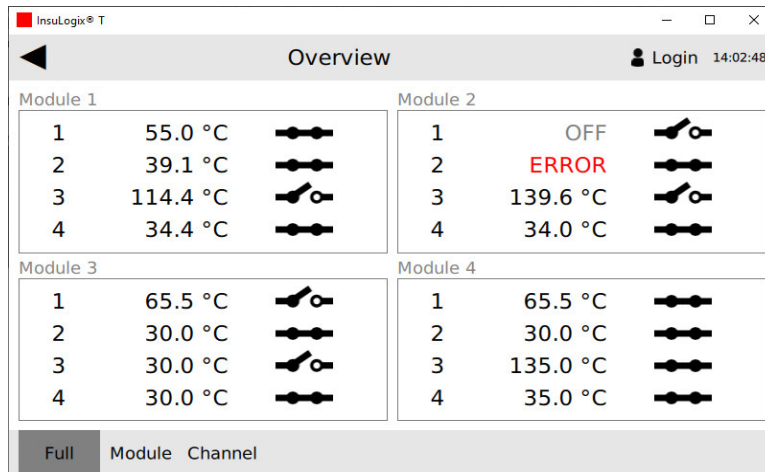 InsuLogix® T
Overview
Login 14:02:48
Module 1
1 55.0 °C
2 39.1 °C
3 114.4 °C
4 34.4 °C
Module 2
1 OFF
2 ERROR
3 139.6 °C
4 34.0 °C
Module 3
1 65.5 °C
2 30.0 °C
3 30.0 °C
4 30.0 °C
Module 4
1 65.5 °C
2 30.0 °C
3 135.0 °C
4 35.0 °C
Full Module Channel